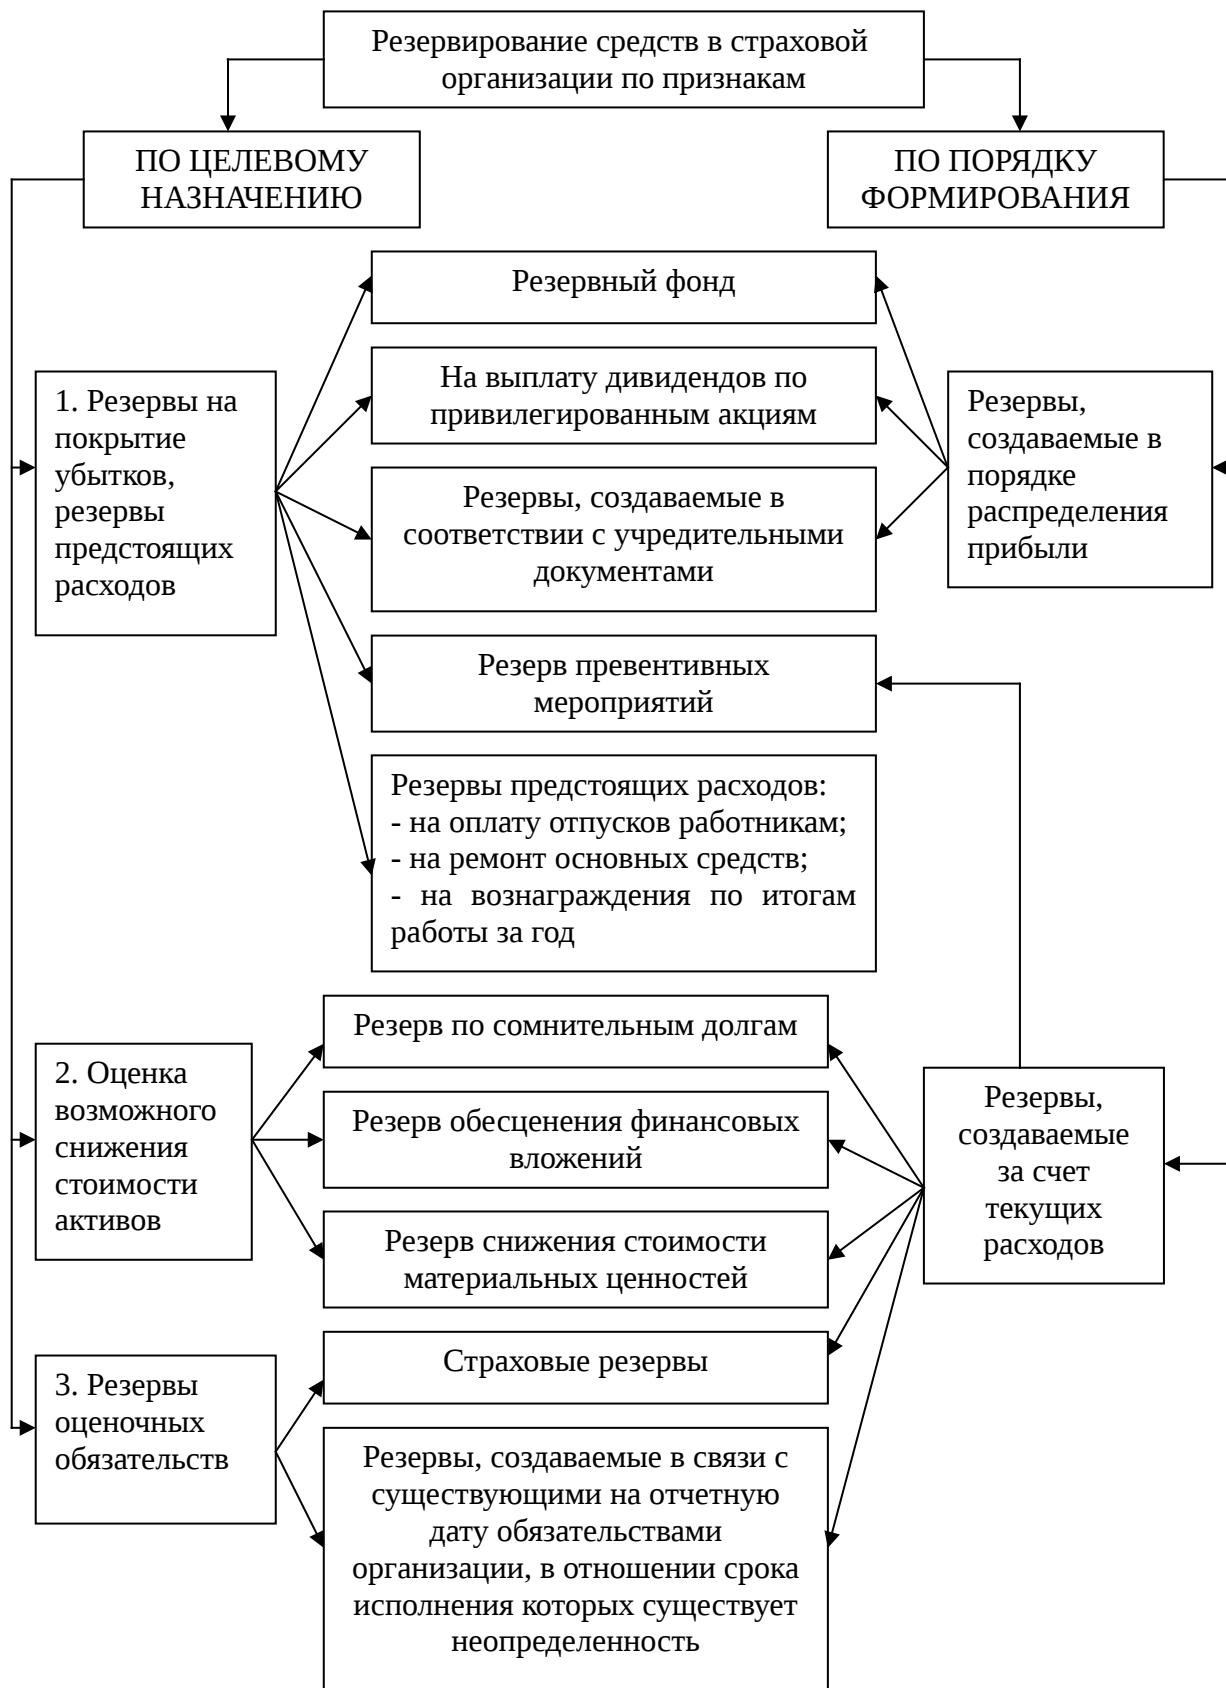 Резервирование средств в страховой
организации по признакам
ПО ЦЕЛЕВОМУ
НАЗНАЧЕНИЮ
ПО ПОРЯДКУ
ФОРМИРОВАНИЯ
Резервный фонд
На выплату дивидендов по
привилегированным акциям
1. Резервы на
покрытие
убытков,
резервы
предстоящих
расходов
Резервы,
создаваемые в
порядке
распределения
прибыли
Резервы, создаваемые в
соответствии с учредительными
документами
Резерв превентивных
мероприятий
Резервы предстоящих расходов:
- на оплату отпусков работникам;
- на ремонт основных средств;
- на вознаграждения по итогам
работы за год
Резерв по сомнительным долгам
2. Оценка
возможного
снижения
стоимости
активов
Резерв обесценения финансовых
вложений
Резервы,
создаваемые
за счет
текущих
расходов
Резерв снижения стоимости
материальных ценностей
Страховые резервы
3. Резервы
оценочных
обязательств
Резервы, создаваемые в связи с
существующими на отчетную
дату обязательствами
организации, в отношении срока
исполнения которых существует
неопределенность